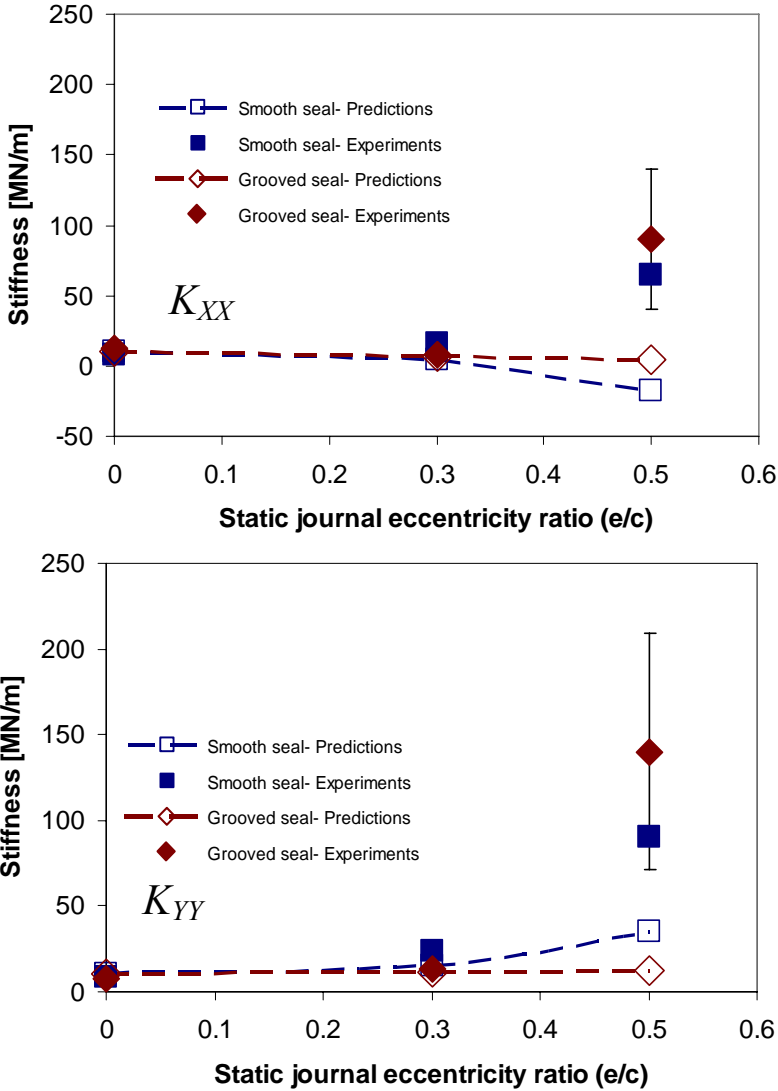 250
200
150
100
50
0
-50
Stiffness [MN/m]
Smooth seal- Predictions
Smooth seal- Experiments
Grooved seal- Predictions
Grooved seal- Experiments
KXX
0 0.1 0.2 0.3 0.4 0.5 0.6
Static journal eccentricity ratio (e/c)
250
200
150
100
50
0
Stiffness [MN/m]
Smooth seal- Predictions
Smooth seal- Experiments
Grooved seal- Predictions
Grooved seal- Experiments
KYY
0 0.1 0.2 0.3 0.4 0.5 0.6
Static journal eccentricity ratio (e/c)